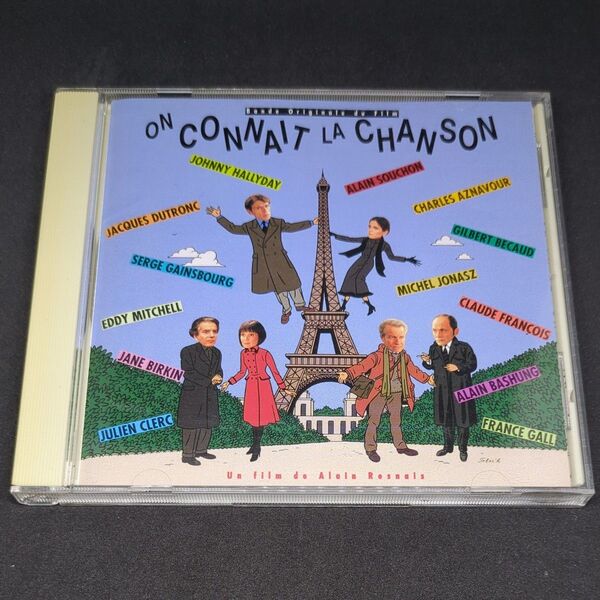 Bande Originale du Film
ON CONNAIT LA CHANSON
JOHNNY HALLYDAY
ALAIN SOUCHON
CHARLES AZNAVOUR
JACQUES DUTRONC
GILBERT BECAUD
SERGE GAINSBOURG
MICHEL JONASZ
EDDY MITCHELL
CLAUDE FRANCOIS
JANE BIRKIN
ALAIN BASHUNG
JULIEN CLERC
FRANCE GALL
Un film de Alain Resnais